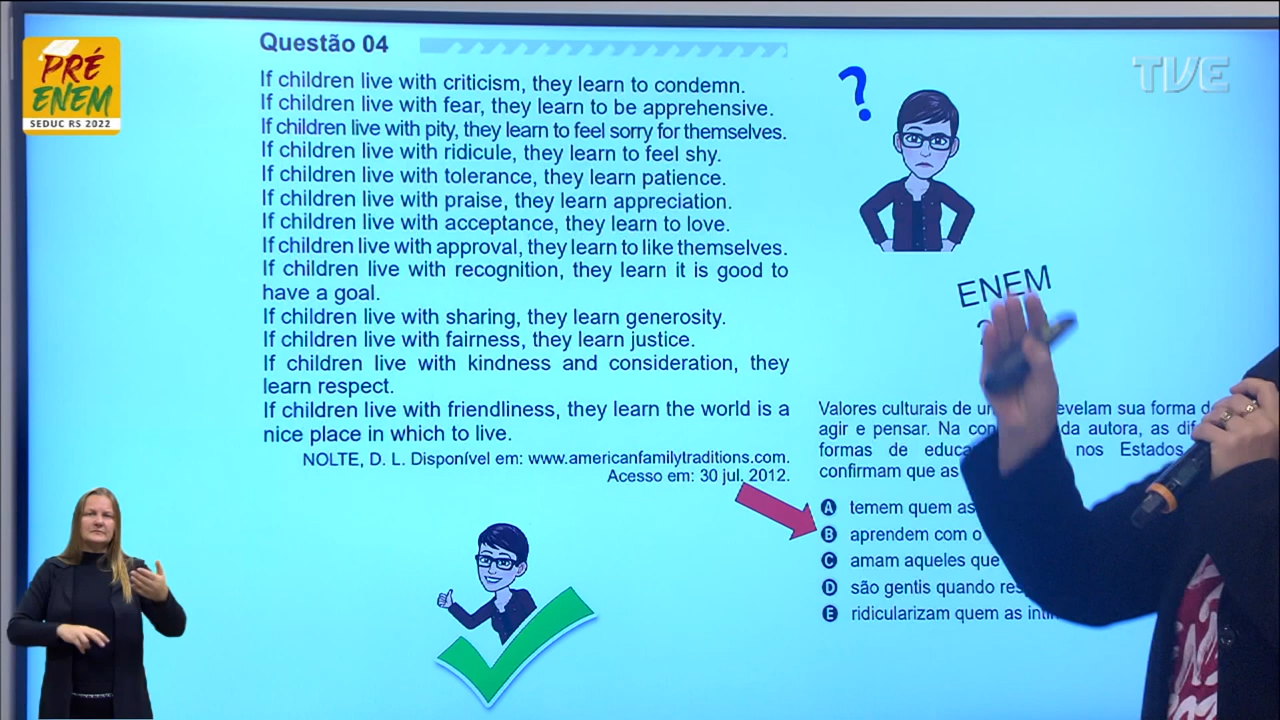 PRÉ
ENEM
SEDUC RS 2022
TVE
Questão 04
If children live with criticism, they learn to condemn.
If children live with fear, they learn to be apprehensive.
If children live with pity, they learn to feel sorry for themselves.
If children live with ridicule, they learn to feel shy.
If children live with tolerance, they learn patience.
If children live with praise, they learn appreciation.
If children live with acceptance, they learn to love.
If children live with approval, they learn to like themselves.
If children live with recognition, they learn it is good to
have a goal.
If children live with sharing, they learn generosity.
If children live with fairness, they learn justice.
If children live with kindness and consideration, they
learn respect.
If children live with friendliness, they learn the world is a
nice place in which to live.
NOLTE, D. L. Disponível em: www.americanfamilytraditions.com.
Acesso em: 30 jul. 2012.
?
ENEM
Valores culturais de sua forma
agir e pensar. Na da autora, as
formas de nos Estados
confirmam que as
A temem quem
B aprendem com o
C amam aqueles que
D são gentis quando
E ridicularizam quem as